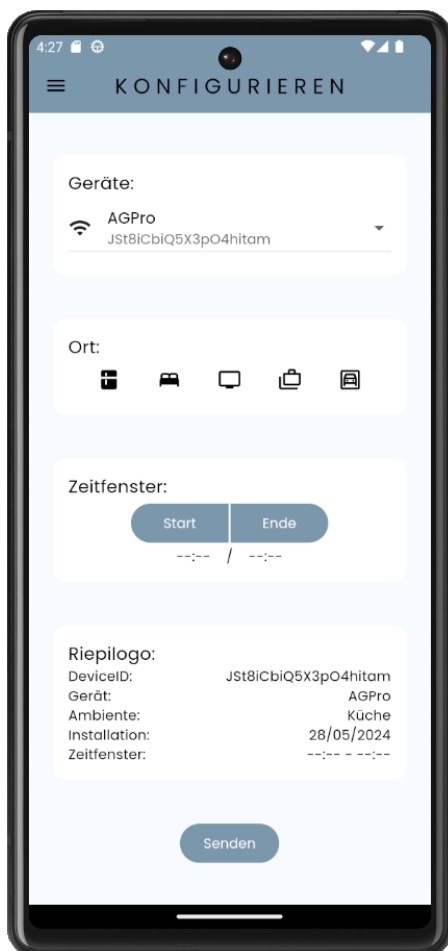 4:27
KONFIGURIEREN
Geräte:
AGPro
JSt8iCbiQ5X3pO4hitam
Ort:
Zeitfenster:
Start Ende
--:-- / --:--
Riepilogo:
DeviceID: JSt8iCbiQ5X3pO4hitam
Gerät: AGPro
Ambiente: Küche
Installation: 28/05/2024
Zeitfenster: --:-- - --:--
Senden